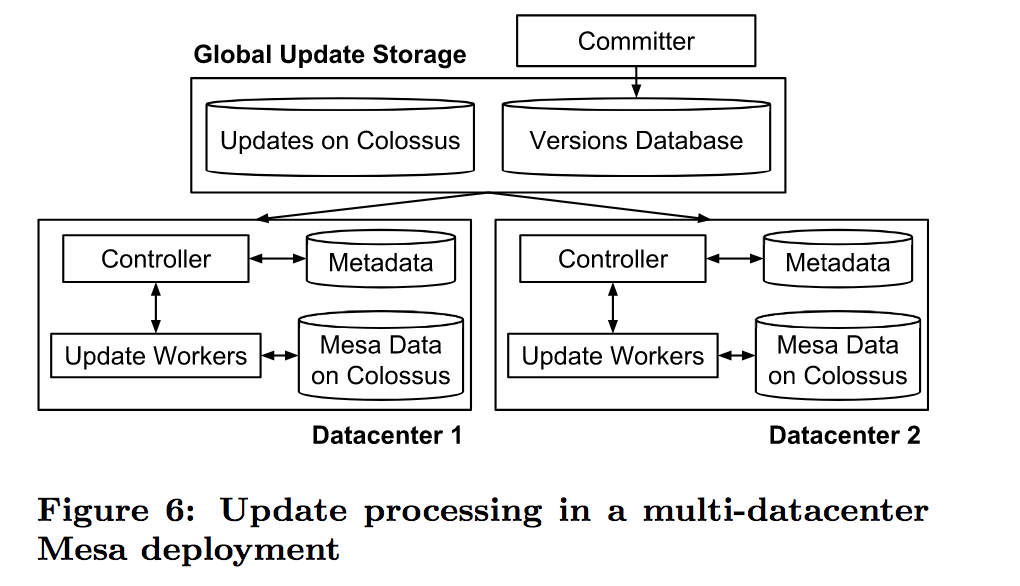 Committer
Global Update Storage
Updates on Colossus
Versions Database
Controller
Metadata
Update Workers
Mesa Data
on Colossus
Datacenter 1
Controller
Metadata
Update Workers
Mesa Data
on Colossus
Datacenter 2
Figure 6: Update processing in a multi-datacenter
Mesa deployment